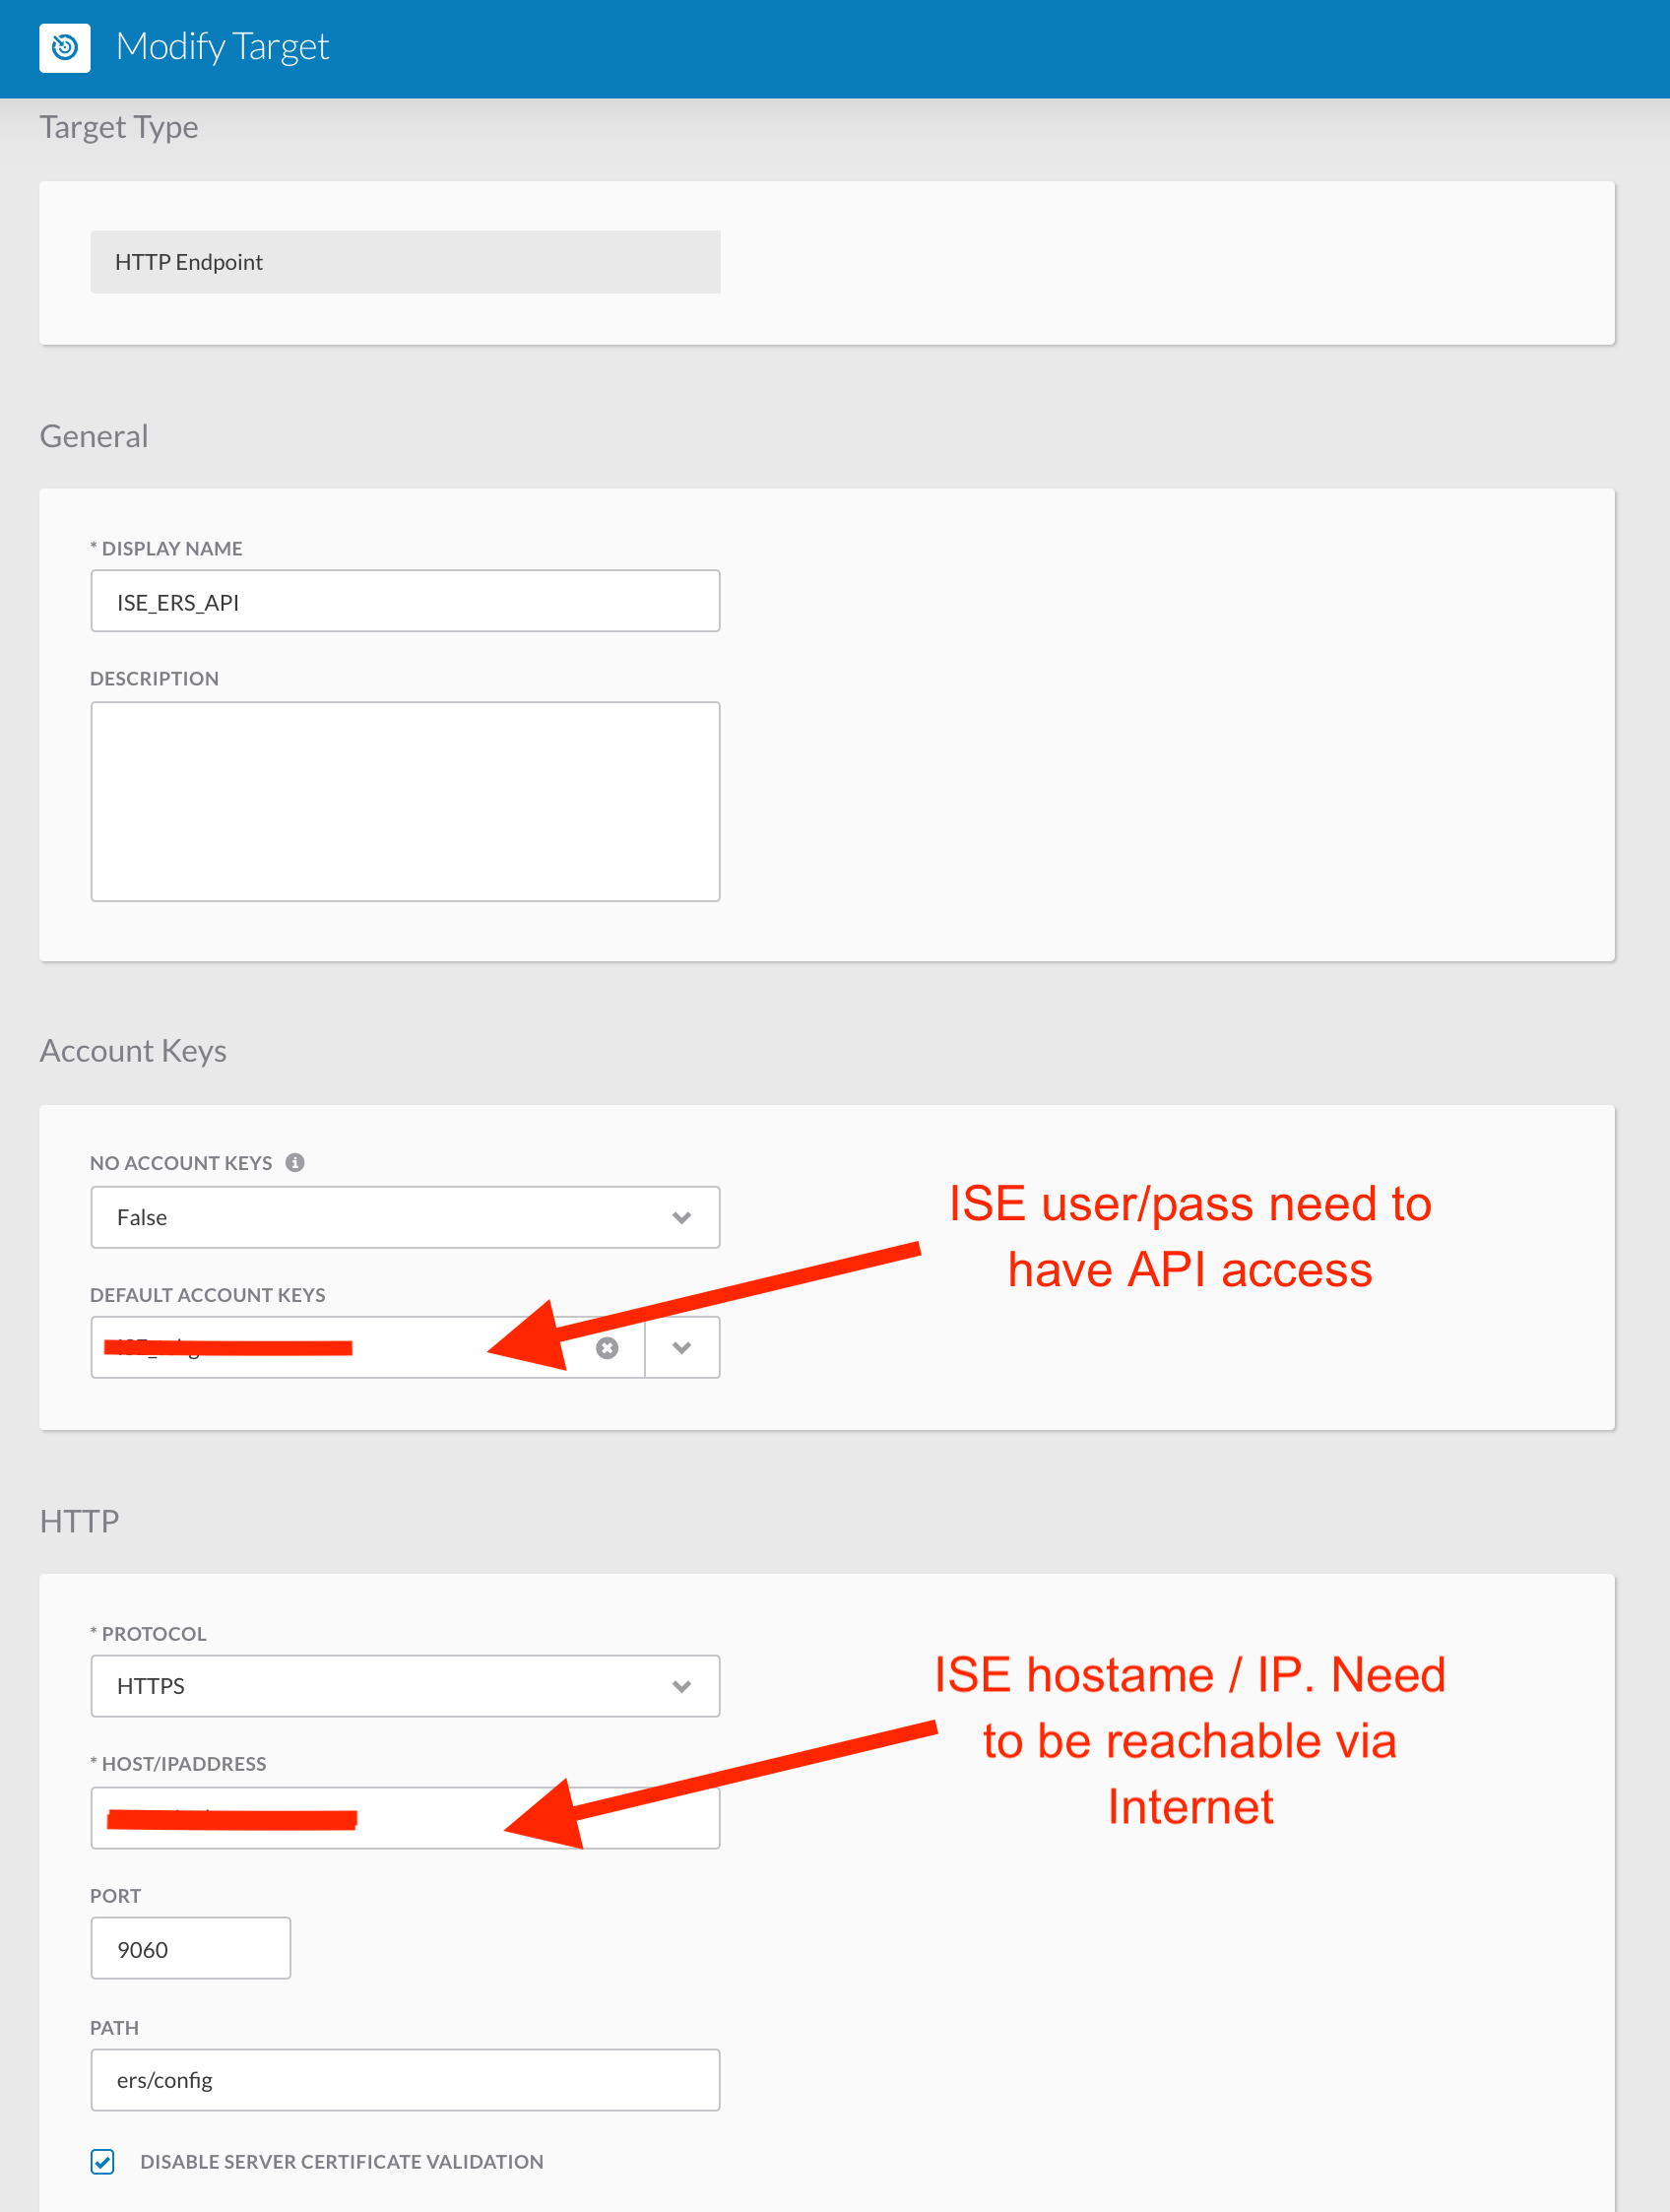 Modify Target
Target Type
HTTP Endpoint
General
* DISPLAY NAME
ISE_ERS_API
DESCRIPTION
Account Keys
NO ACCOUNT KEYS
False
ISE user/pass need to
have API access
DEFAULT ACCOUNT KEYS
HTTP
* PROTOCOL
HTTPS
ISE hostame / IP. Need
to be reachable via
Internet
* HOST/IPADDRESS
PORT
9060
PATH
ers/config
DISABLE SERVER CERTIFICATE VALIDATION